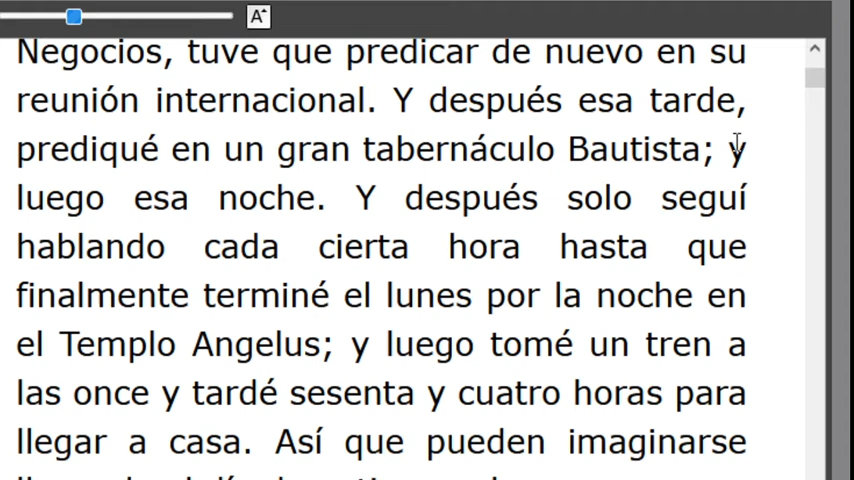 A
Negocios, tuve que predicar de nuevo en su
reunión internacional. Y después esa tarde,
prediqué en un gran tabernáculo Bautista; y
luego esa noche. Y después solo seguí
hablando cada cierta hora hasta que
finalmente terminé el lunes por la noche en
el Templo Angelus; y luego tomé un tren a
las once y tardé sesenta y cuatro horas para
llegar a casa. Así que pueden imaginarse